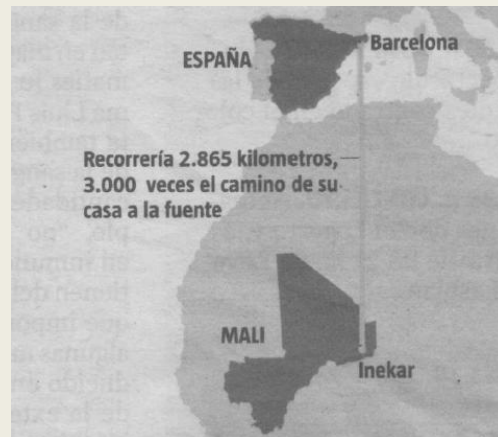 ESPAÑA
Barcelona
Recorrería 2.865 kilometros,
3.000 veces el camino de su
casa a la fuente
MALI
Inekar